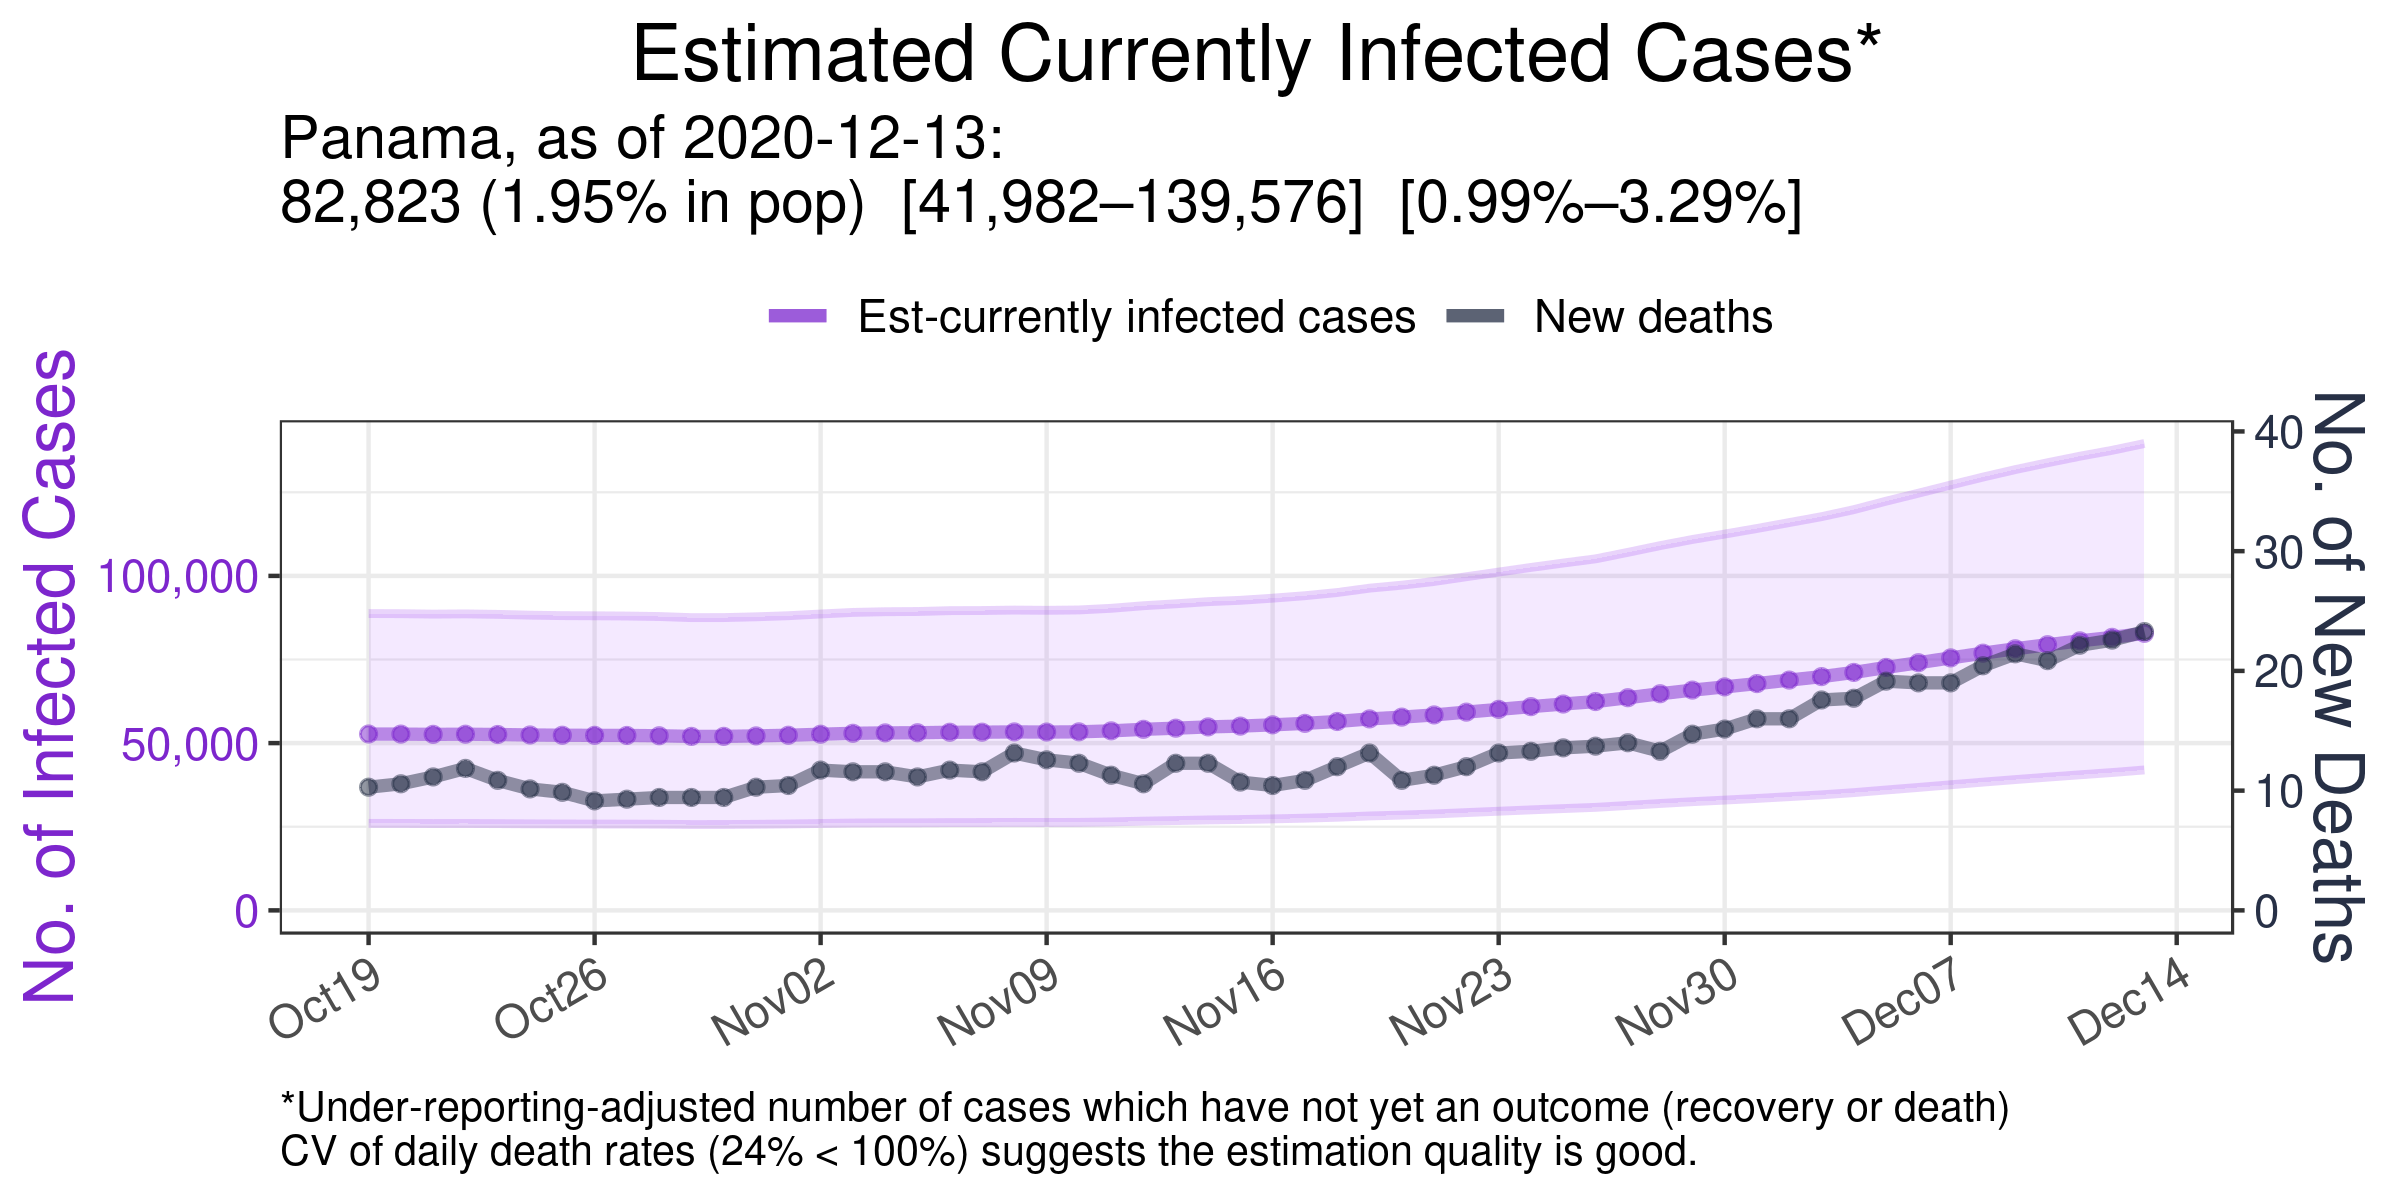 Estimated Currently Infected Cases*
Panama, as of 2020-12-13:
82,823 (1.95% in pop)  [41,982–139,576]  [0.99%–3.29%]
Est-currently infected cases
New deaths
No. of Infected Cases
100,000
50,000
0
40
30
20
10
0
No. of New Deaths
Oct19
Oct26
Nov02
Nov09
Nov16
Nov23
Nov30
Dec07
Dec14
*Under-reporting-adjusted number of cases which have not yet an outcome (recovery or death)
CV of daily death rates (24% < 100%) suggests the estimation quality is good.